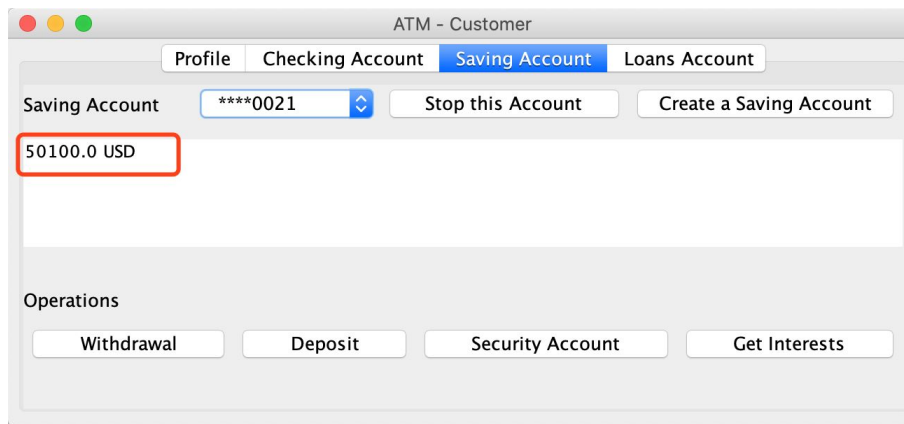 ATM - Customer
Profile Checking Account Saving Account Loans Account
Saving Account ****0021 Stop this Account Create a Saving Account
50100.0 USD
Operations
Withdrawal Deposit Security Account Get Interests